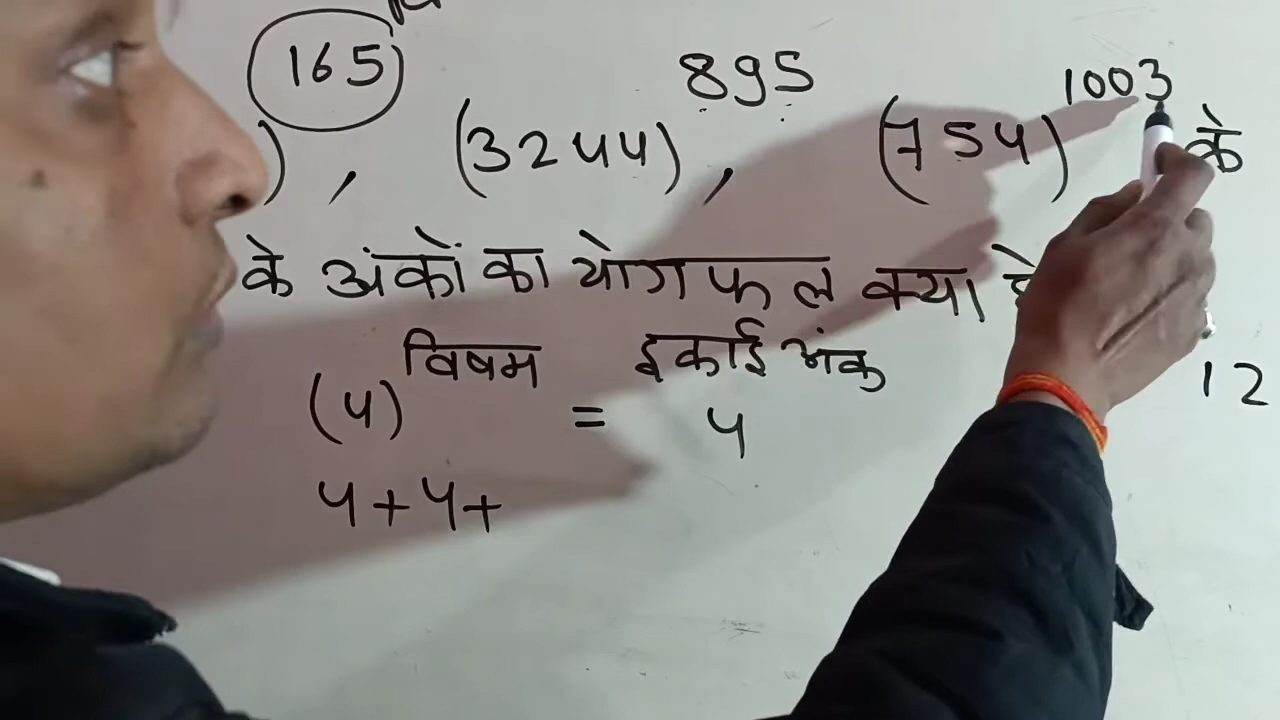 165 895 1003
) , (3244) , (754) के
के अंकों का योगफल क्या
विषम इकाई अंक
(4) = 4 12
4+4+